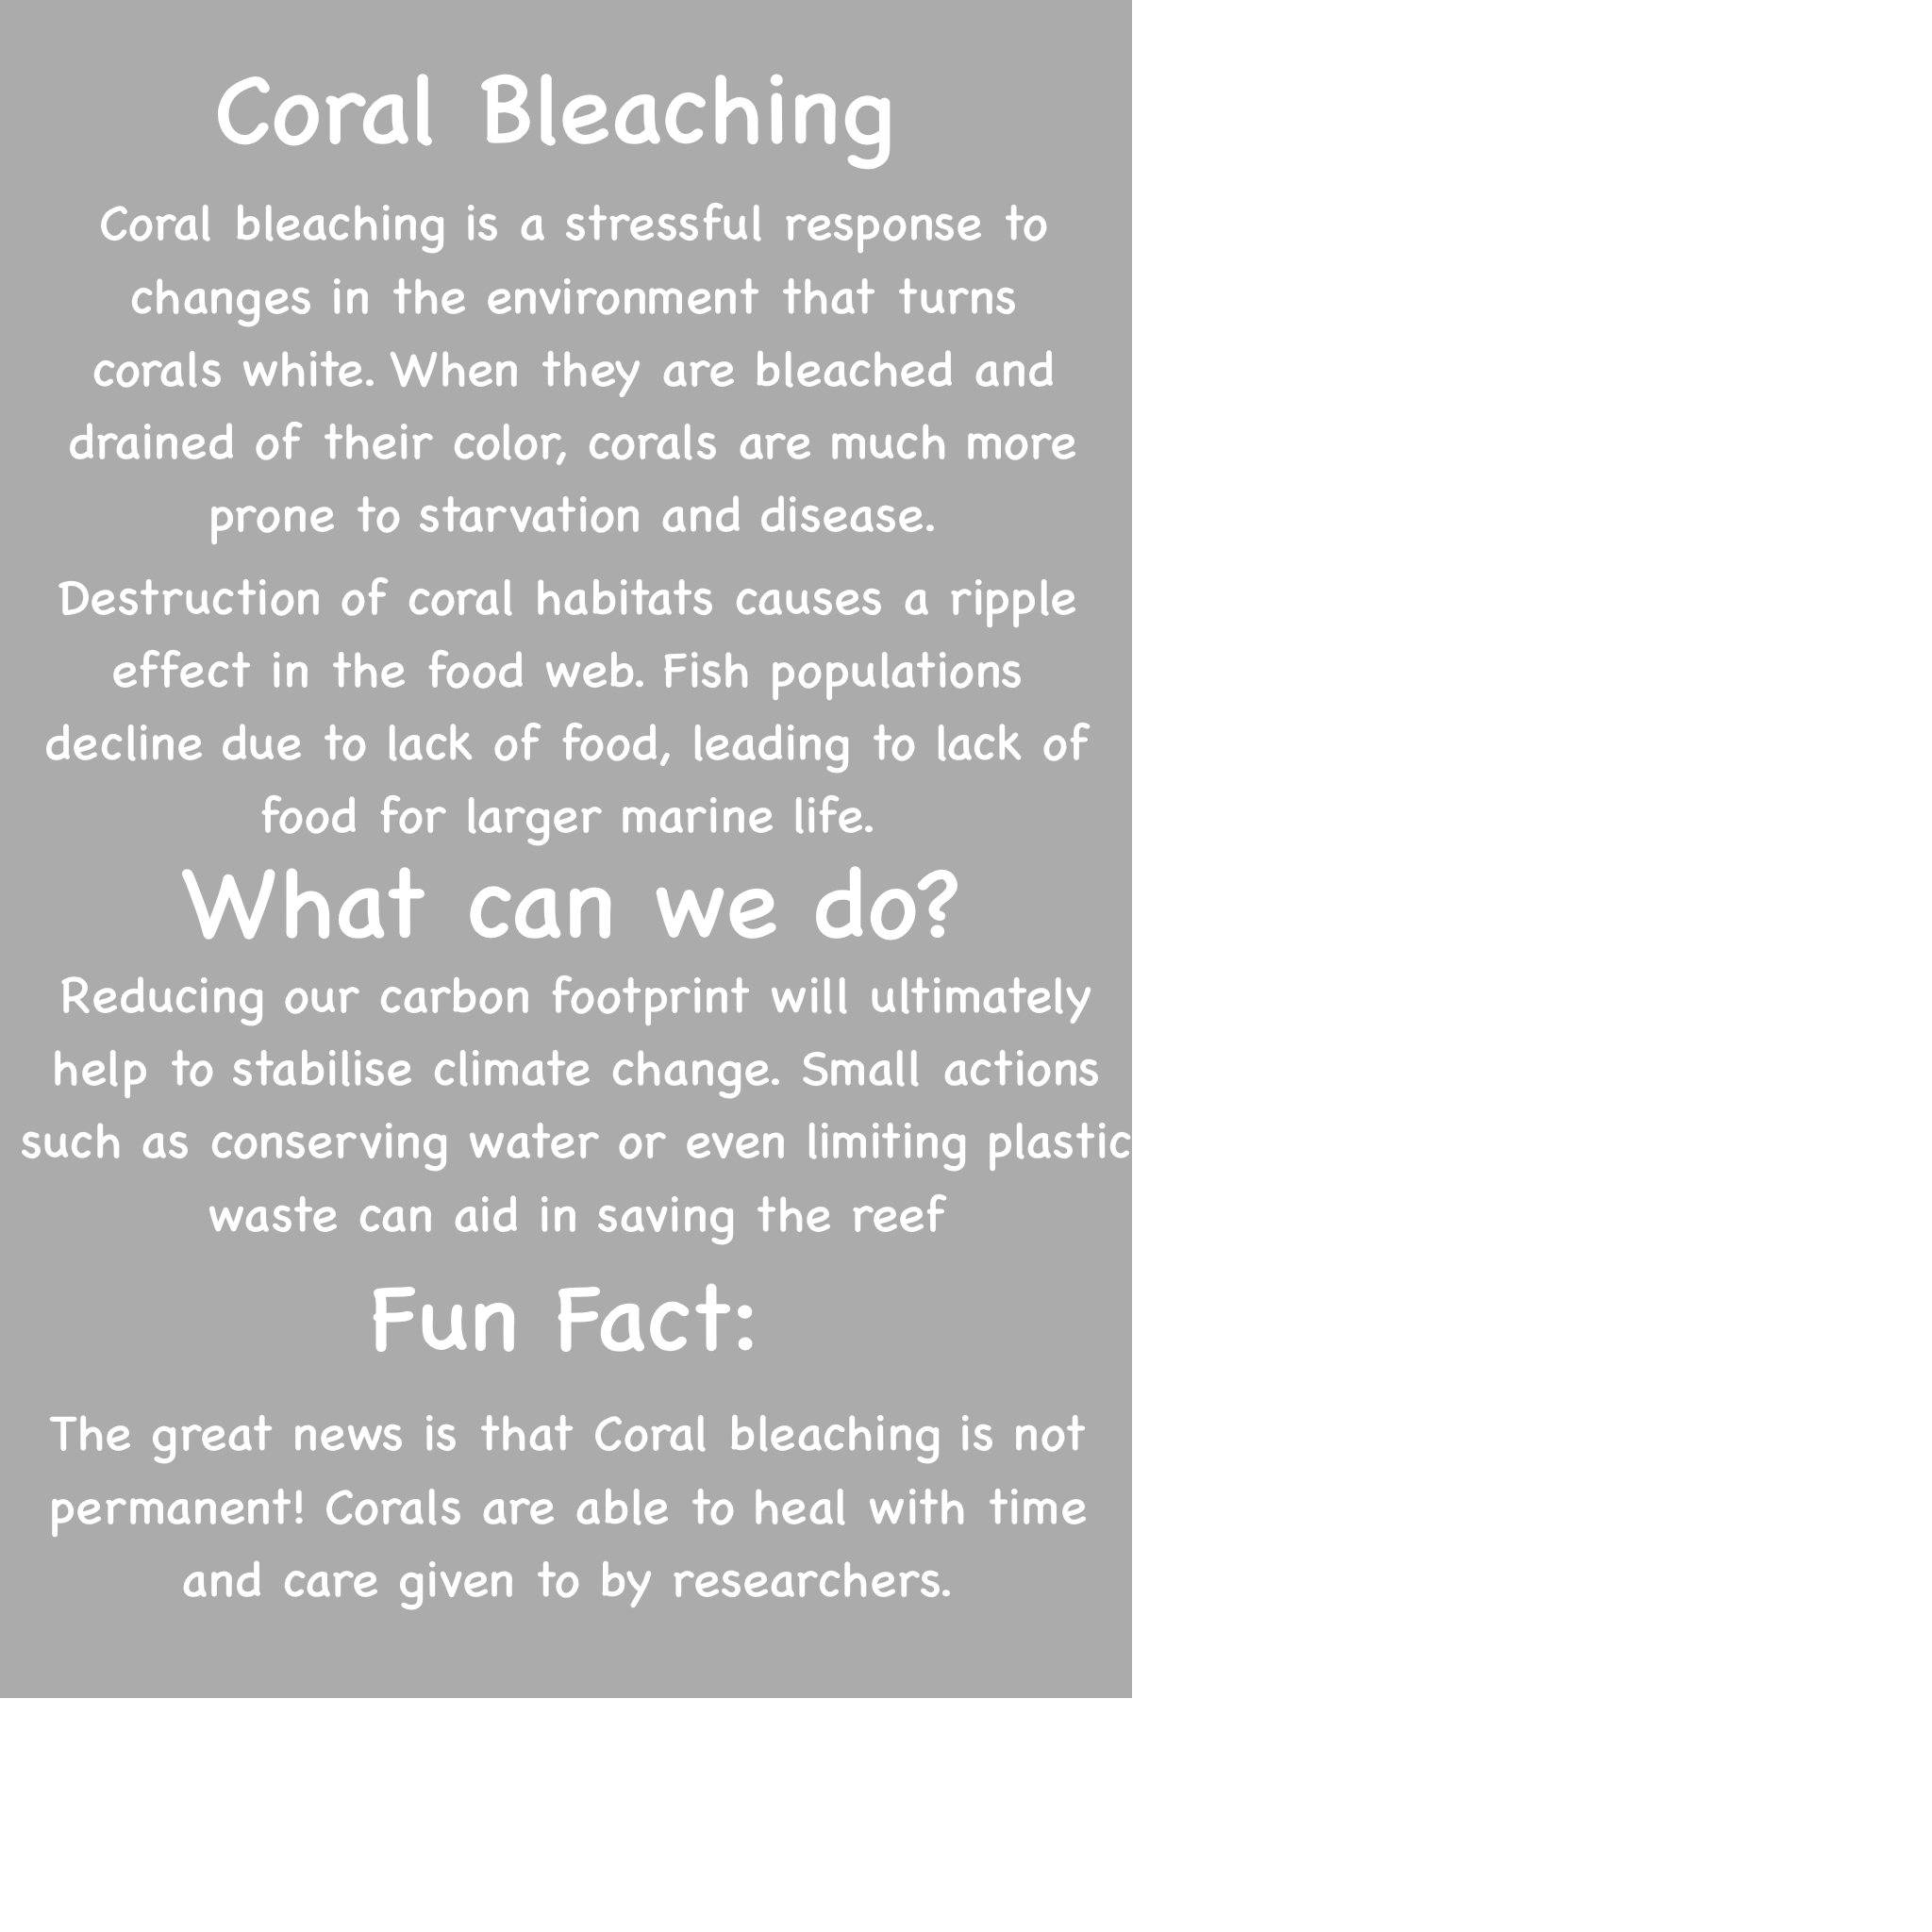 Coral Bleaching
Coral bleaching is a stressful response to
changes in the environment that turns
corals white. When they are bleached and
drained of their color, corals are much more
prone to starvation and disease.
Destruction of coral habitats causes a ripple
effect in the food web. Fish populations
decline due to lack of food, leading to lack of
food for larger marine life.
What can we do?
Reducing our carbon footprint will ultimately
help to stabilise climate change. Small actions
such as conserving water or even limiting plastic
waste can aid in saving the reef
Fun Fact:
The great news is that Coral bleaching is not
permanent! Corals are able to heal with time
and care given to by researchers.